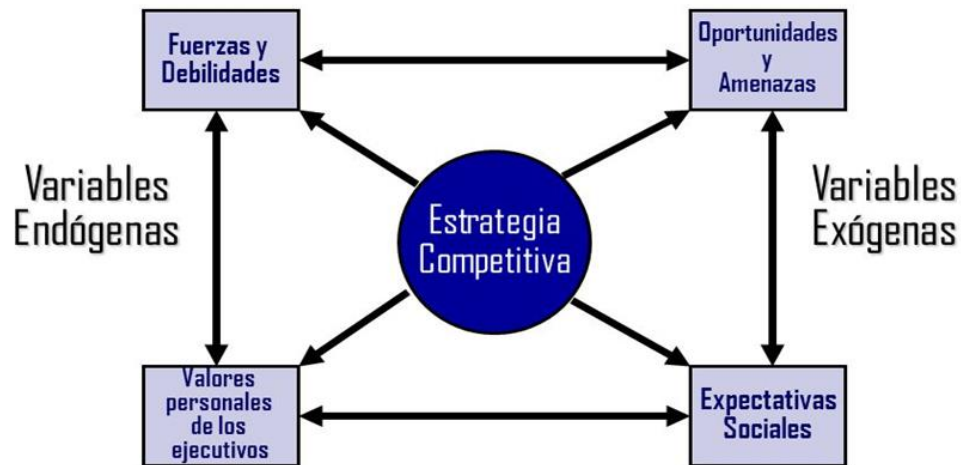 Fuerzas y
Debilidades
Oportunidades
y
Amenazas
Variables
Endógenas
Estrategia
Competitiva
Variables
Exógenas
Valores
personales
de los
ejecutivos
Expectativas
Sociales